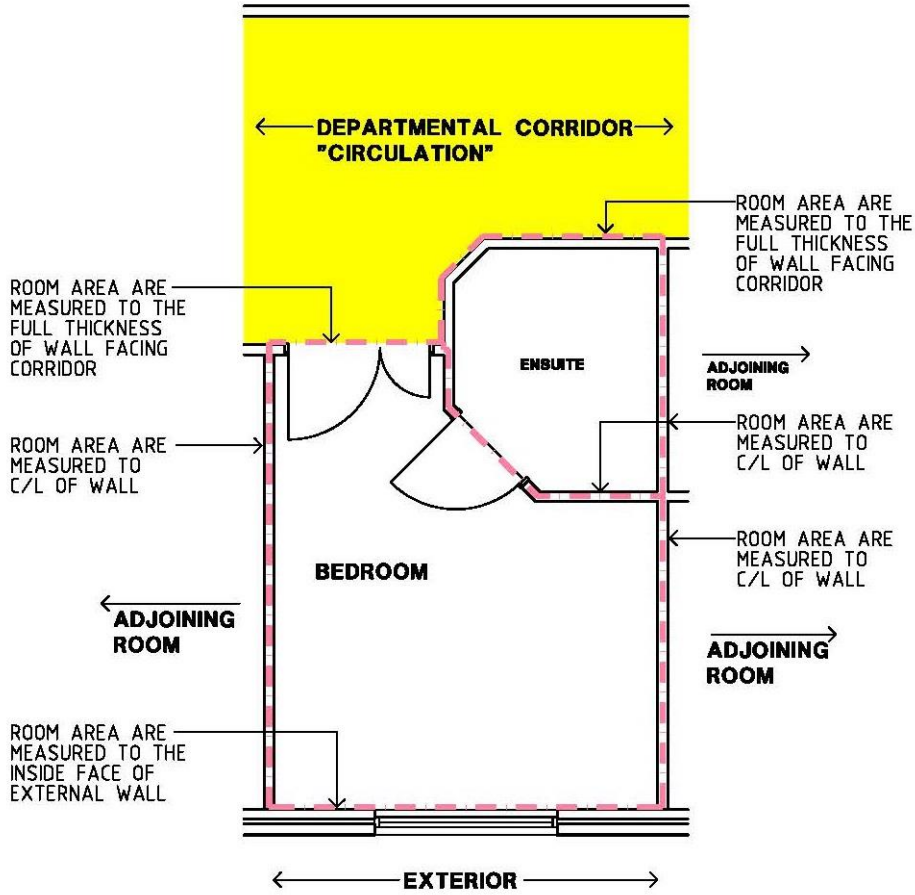 DEPARTMENTAL CORRIDOR
"CIRCULATION"
ROOM AREA ARE
MEASURED TO THE
FULL THICKNESS
OF WALL FACING
CORRIDOR
ROOM AREA ARE
MEASURED TO THE
FULL THICKNESS
OF WALL FACING
CORRIDOR
ENSUITE
ADJOINING
ROOM
ROOM AREA ARE
MEASURED TO
C/L OF WALL
ROOM AREA ARE
MEASURED TO
C/L OF WALL
ROOM AREA ARE
MEASURED TO
C/L OF WALL
BEDROOM
ADJOINING
ROOM
ADJOINING
ROOM
ROOM AREA ARE
MEASURED TO THE
INSIDE FACE OF
EXTERNAL WALL
EXTERIOR